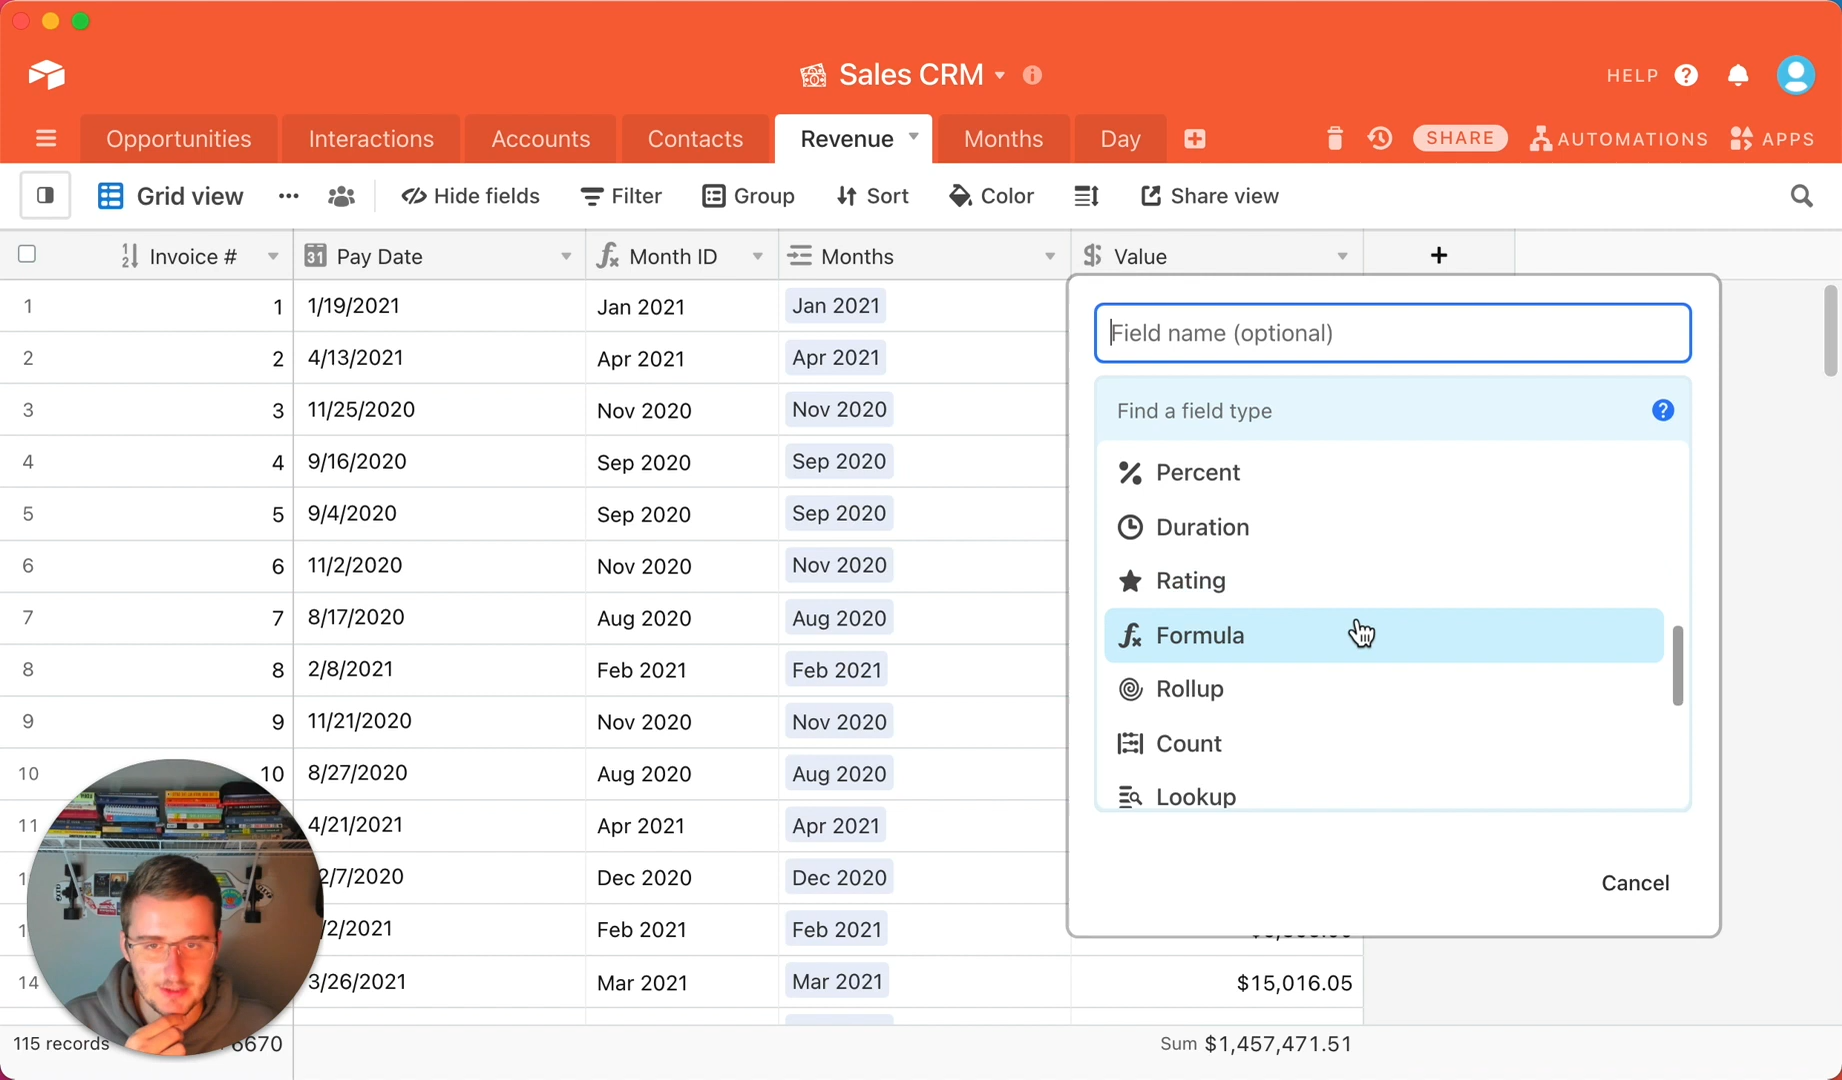 Sales CRM
HELP
Opportunities
Interactions
Accounts
Contacts
Revenue
Months
Day
SHARE
AUTOMATIONS
APPS
Grid view
Hide fields
Filter
Group
Sort
Color
Share view
Invoice #
Pay Date
Month ID
Months
Value
1 1 1/19/2021 Jan 2021 Jan 2021
2 2 4/13/2021 Apr 2021 Apr 2021
3 3 11/25/2020 Nov 2020 Nov 2020
4 4 9/16/2020 Sep 2020 Sep 2020
5 5 9/4/2020 Sep 2020 Sep 2020
6 6 11/2/2020 Nov 2020 Nov 2020
7 7 8/17/2020 Aug 2020 Aug 2020
8 8 2/8/2021 Feb 2021 Feb 2021
9 9 11/21/2020 Nov 2020 Nov 2020
10 10 8/27/2020 Aug 2020 Aug 2020
11 4/21/2021 Apr 2021 Apr 2021
2/7/2020 Dec 2020 Dec 2020
/2/2021 Feb 2021 Feb 2021
14 3/26/2021 Mar 2021 Mar 2021 $15,016.05
115 records 6670 Sum $1,457,471.51
Field name (optional)
Find a field type
Percent
Duration
Rating
Formula
Rollup
Count
Lookup
Cancel